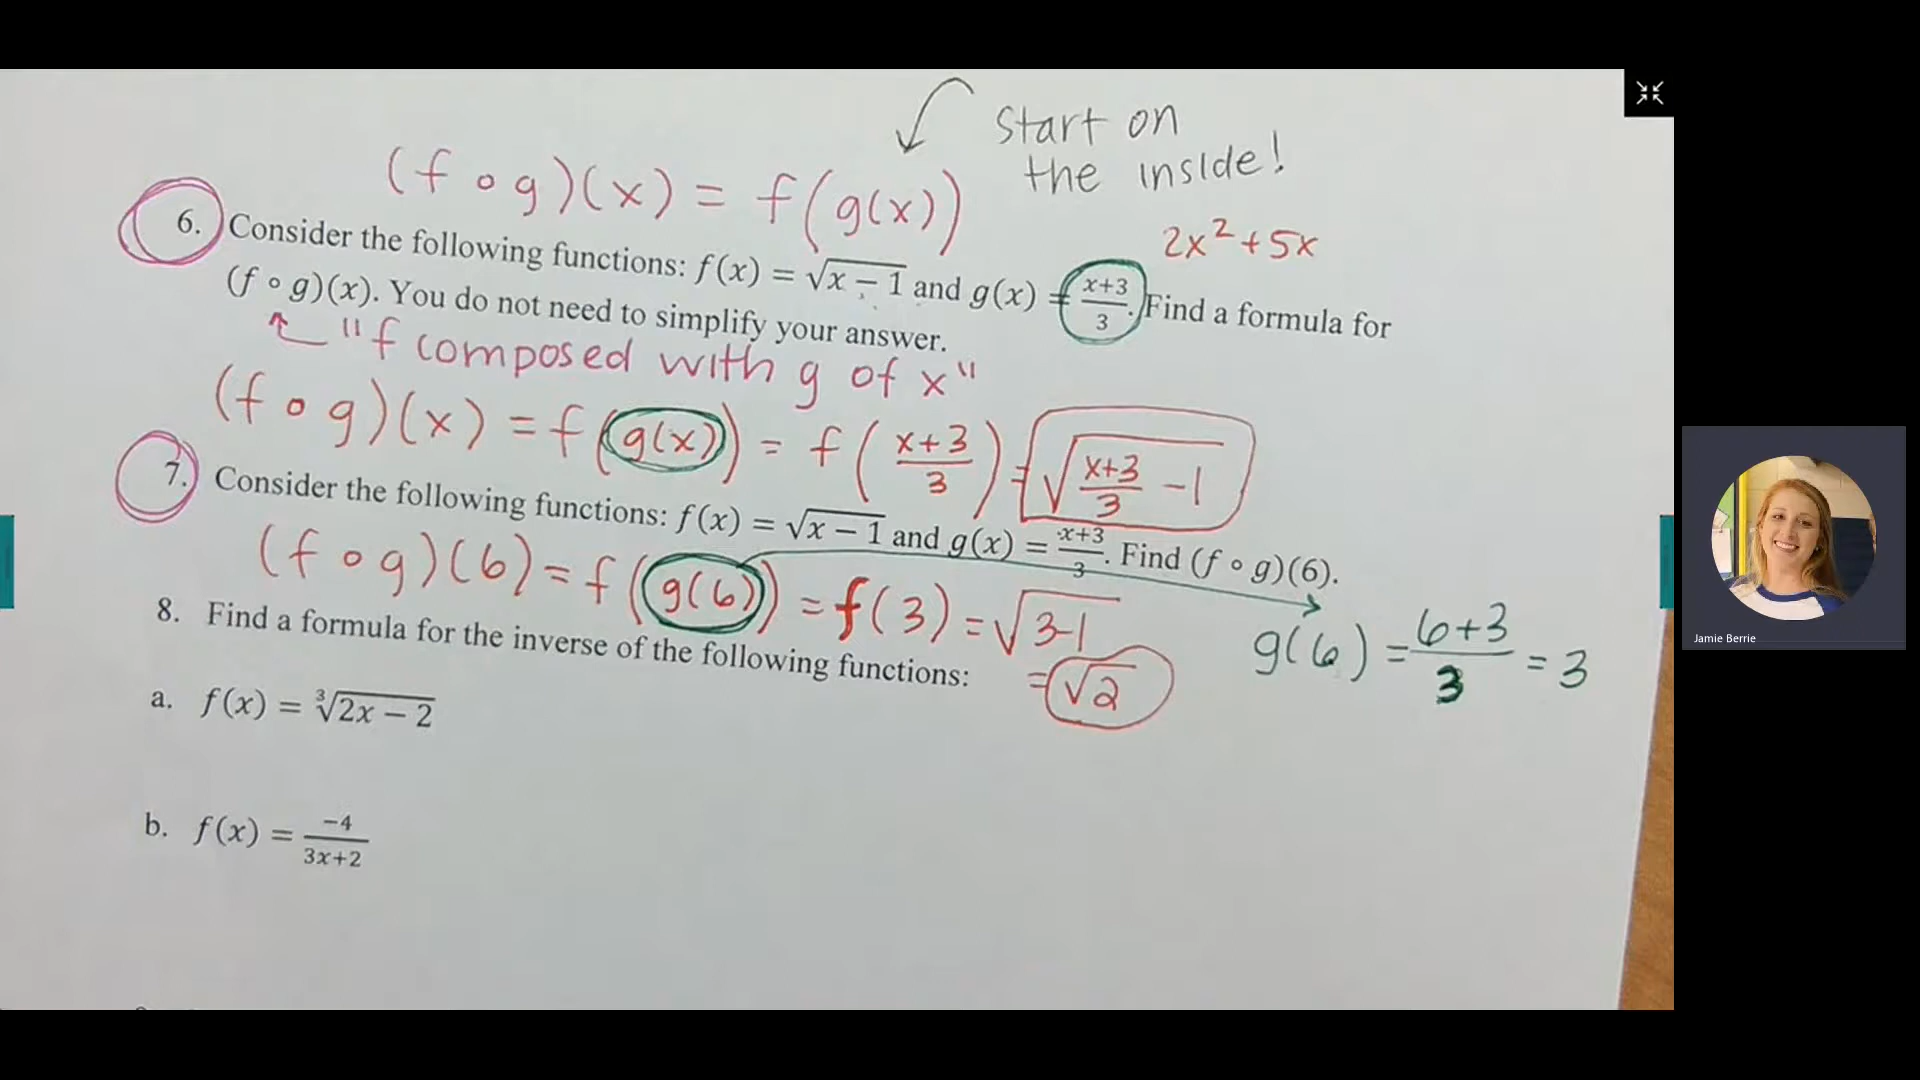 start on
the inside!
(f ∘ g)(x) = f(g(x))
2x² + 5x
6. Consider the following functions: f(x) = √(x − 1) and g(x) = (x+3)/3. Find a formula for
(f ∘ g)(x). You do not need to simplify your answer.
"f composed with g of x"
(f ∘ g)(x) = f(g(x)) = f((x+3)/3) = √((x+3)/3 − 1)
7. Consider the following functions: f(x) = √(x − 1) and g(x) = (x+3)/3. Find (f ∘ g)(6).
(f ∘ g)(6) = f(g(6)) = f(3) = √(3-1)
= √2
g(6) = (6+3)/3 = 3
8. Find a formula for the inverse of the following functions:
a. f(x) = ∛(2x − 2)
b. f(x) = −4/(3x+2)
Jamie Berrie